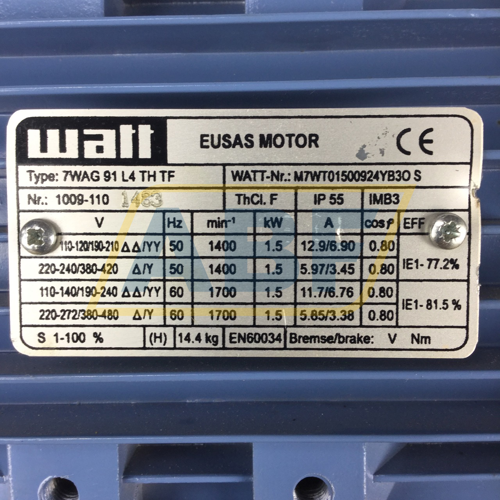 watt EUSAS MOTOR CE
Type: 7WAG 91 L4 TH TF WATT-Nr.: M7WT01500924YB3O S
Nr.: 1009-110 1483 ThCl. F IP 55 IMB3
V Hz min⁻¹ kW A cosφ EFF
110-120/190-210 ΔΔ/YY 50 1400 1.5 12.9/6.90 0.80
220-240/380-420 Δ/Y 50 1400 1.5 5.97/3.45 0.80 IE1- 77.2%
110-140/190-240 ΔΔ/YY 60 1700 1.5 11.7/6.76 0.80
220-272/380-480 Δ/Y 60 1700 1.5 5.85/3.38 0.80 IE1- 81.5 %
S 1-100 % (H) 14.4 kg EN60034 Bremse/brake: V Nm
ABF